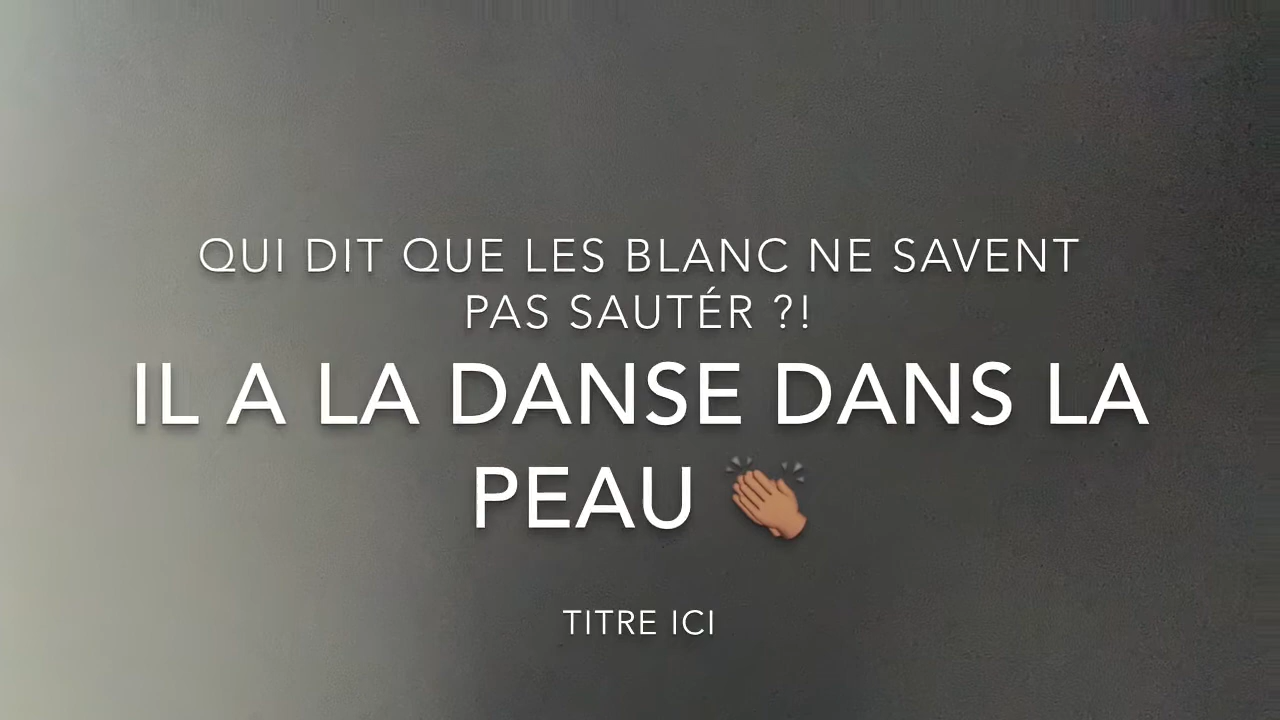 QUI DIT QUE LES BLANC NE SAVENT
PAS SAUTÉR ?!
IL A LA DANSE DANS LA
PEAU 👏🏽
TITRE ICI